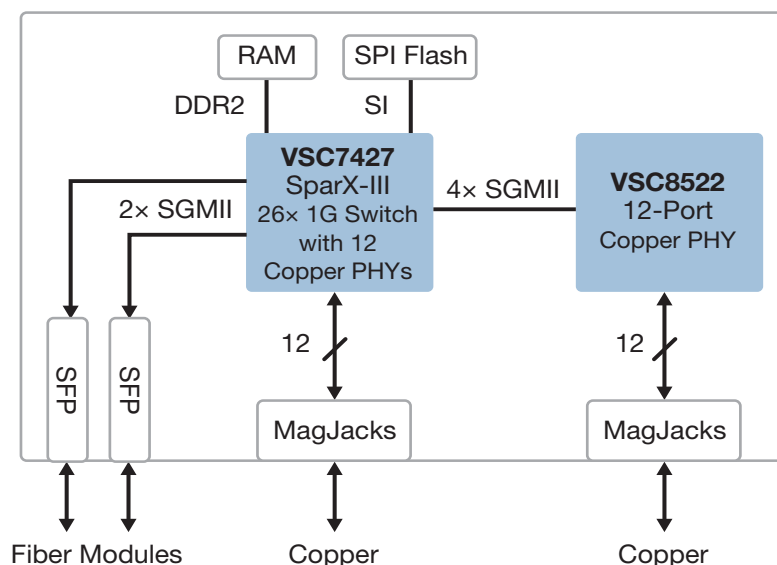 RAM
SPI Flash
DDR2
SI
VSC7427
SparX-III
26× 1G Switch
with 12
Copper PHYs
2× SGMII
4× SGMII
VSC8522
12-Port
Copper PHY
SFP
SFP
12
12
MagJacks
MagJacks
Fiber Modules
Copper
Copper